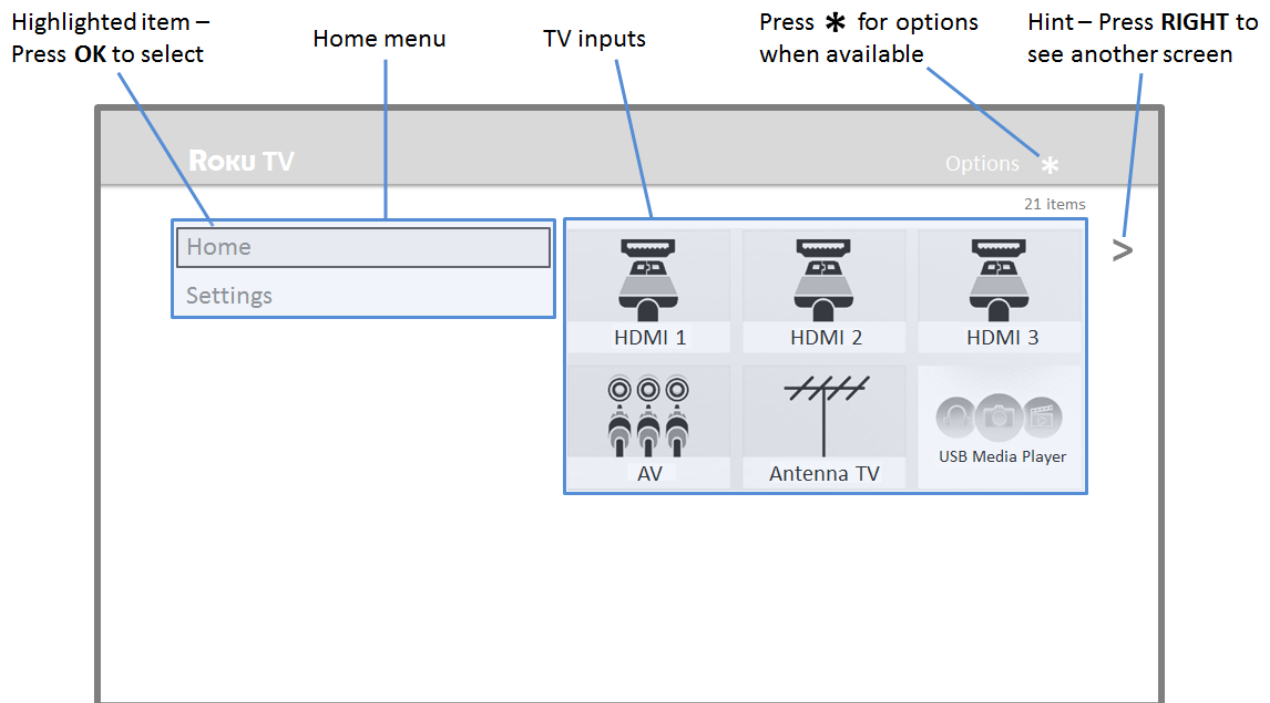 Highlighted item –
Press OK to select
Home menu
TV inputs
Press * for options
when available
Hint – Press RIGHT to
see another screen
ROKU TV
Options *
21 items
Home
Settings
>
HDMI 1
HDMI 2
HDMI 3
AV
Antenna TV
USB Media Player